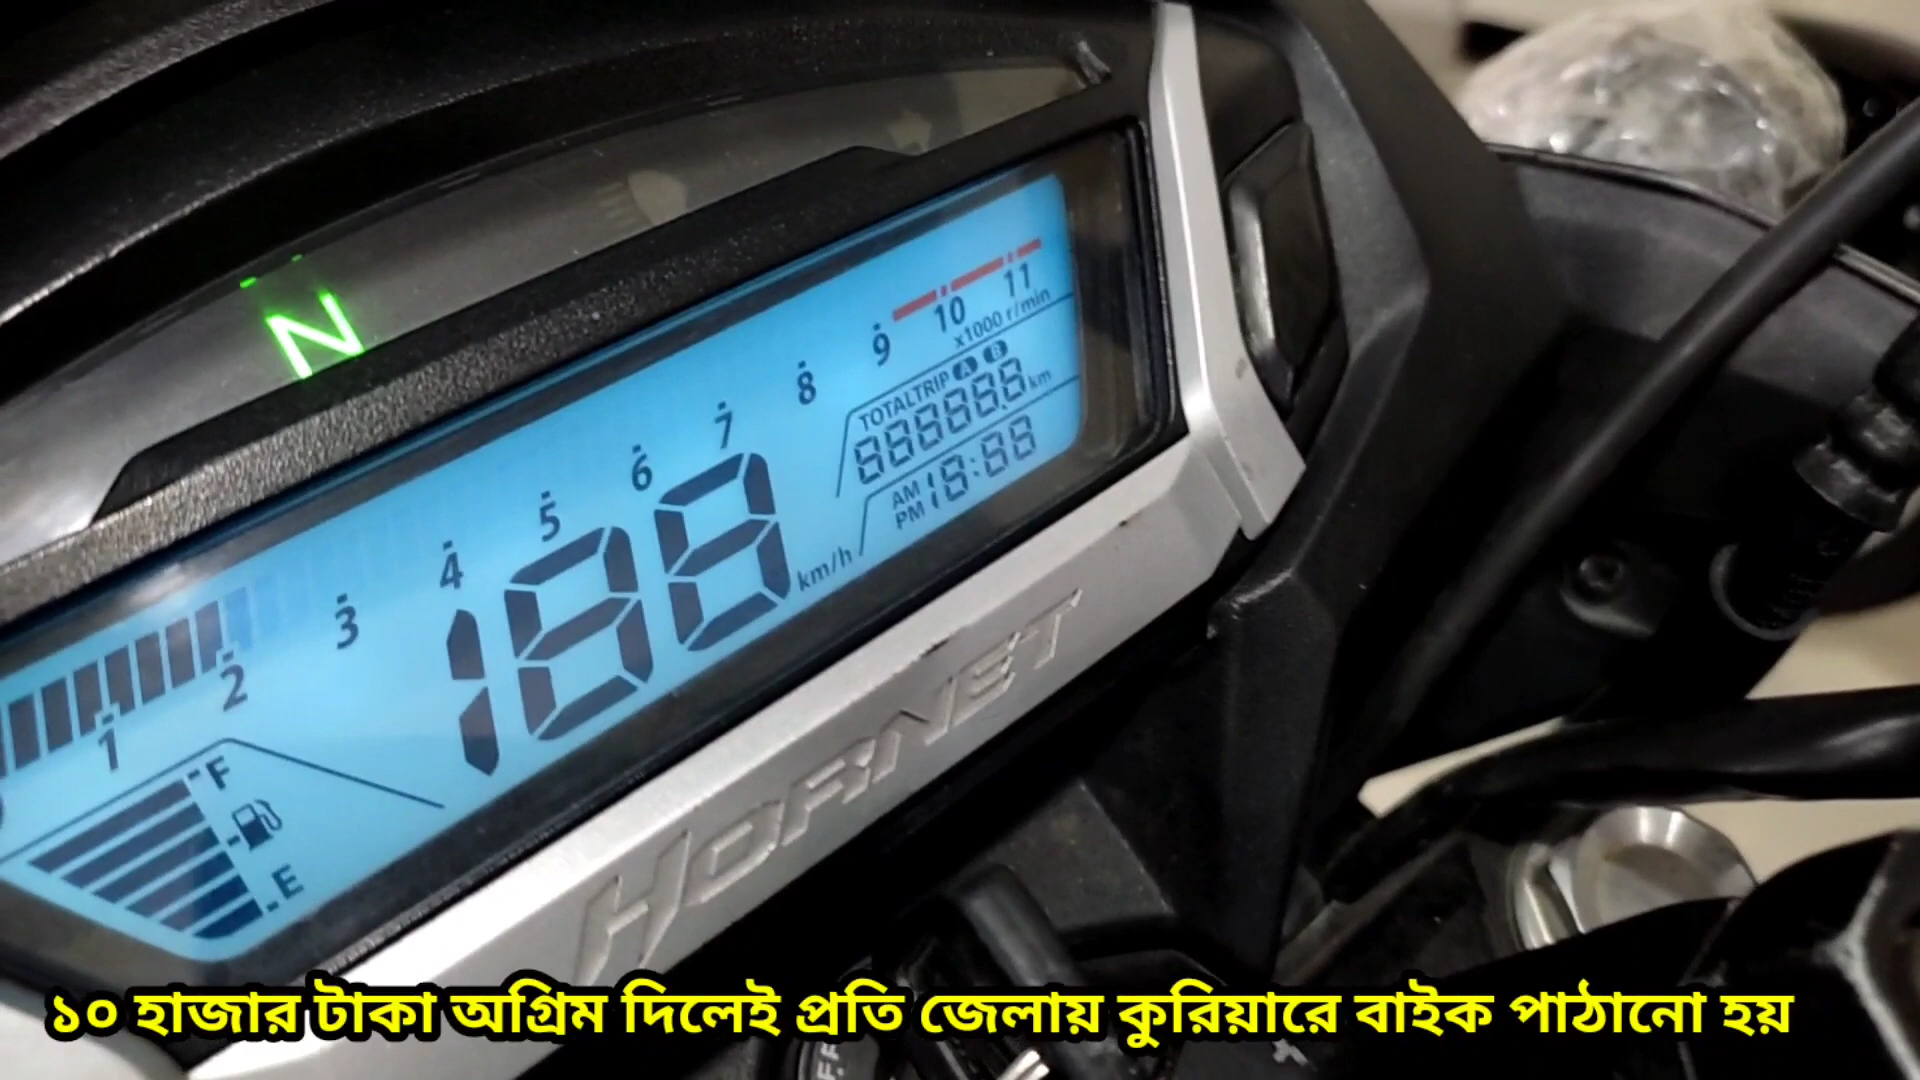 N
1 2 3 4 5 6 7 8 9 10 11
x1000 r/min
TOTAL TRIP A B
888888 km
AM
PM 18:88
188 km/h
F
E
HORNET
১০ হাজার টাকা অগ্রিম দিলেই প্রতি জেলায় কুরিয়ারে বাইক পাঠানো হয়